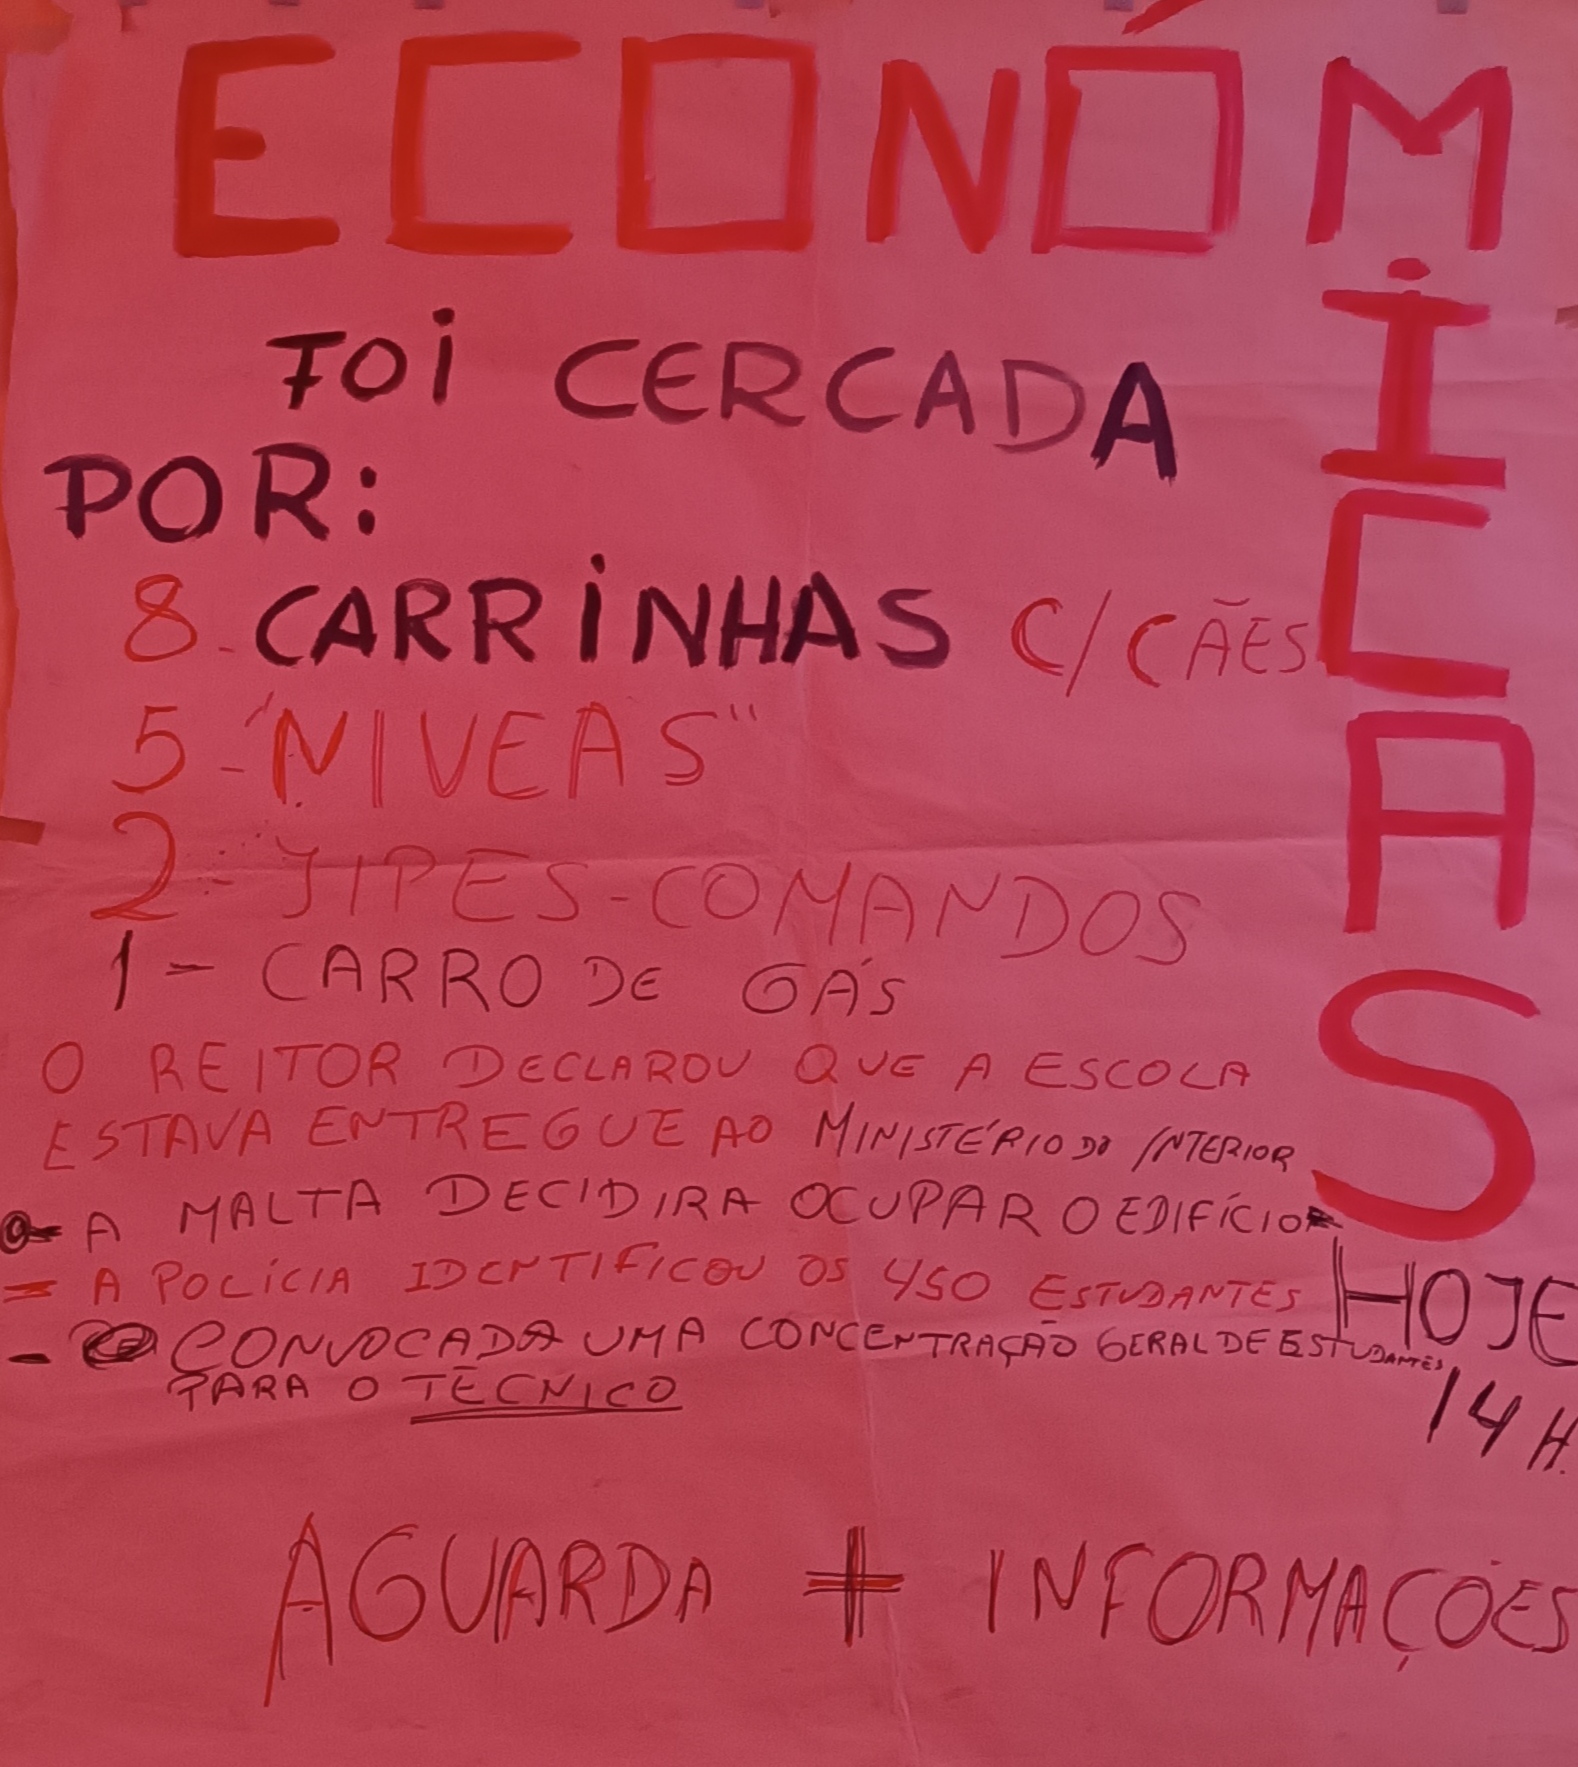 ECONÓMICAS
FOI CERCADA
POR:
8 - CARRINHAS C/CÃES
5 - "NIVEAS"
2 - JIPES-COMANDOS
1 - CARRO DE GÁS
O REITOR DECLAROU QUE A ESCOLA
ESTAVA ENTREGUE AO MINISTÉRIO DO INTERIOR
- A MALTA DECIDIRA OCUPAR O EDIFÍCIO
= A POLÍCIA IDENTIFICOU OS 450 ESTUDANTES
- CONVOCADA UMA CONCENTRAÇÃO GERAL DE ESTUDANTES
PARA O TÉCNICO
HOJE
14 H.
AGUARDA + INFORMAÇÕES